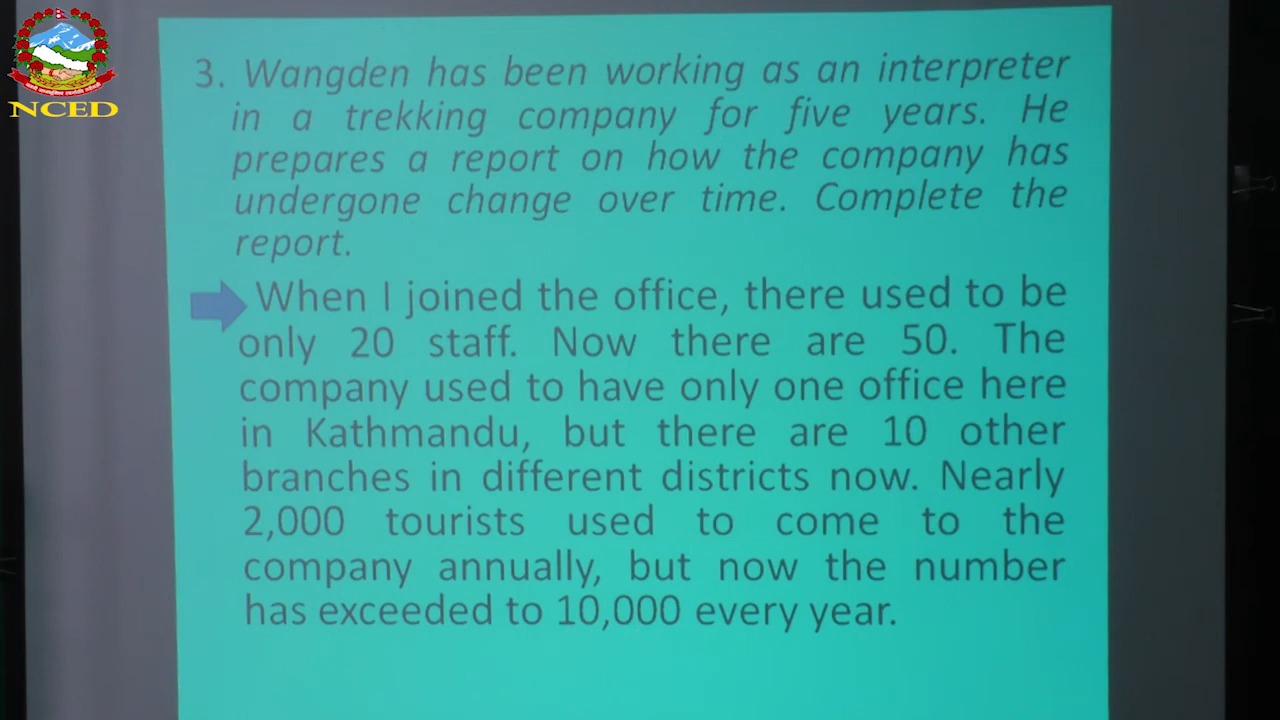 NCED
3. Wangden has been working as an interpreter
in a trekking company for five years. He
prepares a report on how the company has
undergone change over time. Complete the
report.
When I joined the office, there used to be
only 20 staff. Now there are 50. The
company used to have only one office here
in Kathmandu, but there are 10 other
branches in different districts now. Nearly
2,000 tourists used to come to the
company annually, but now the number
has exceeded to 10,000 every year.